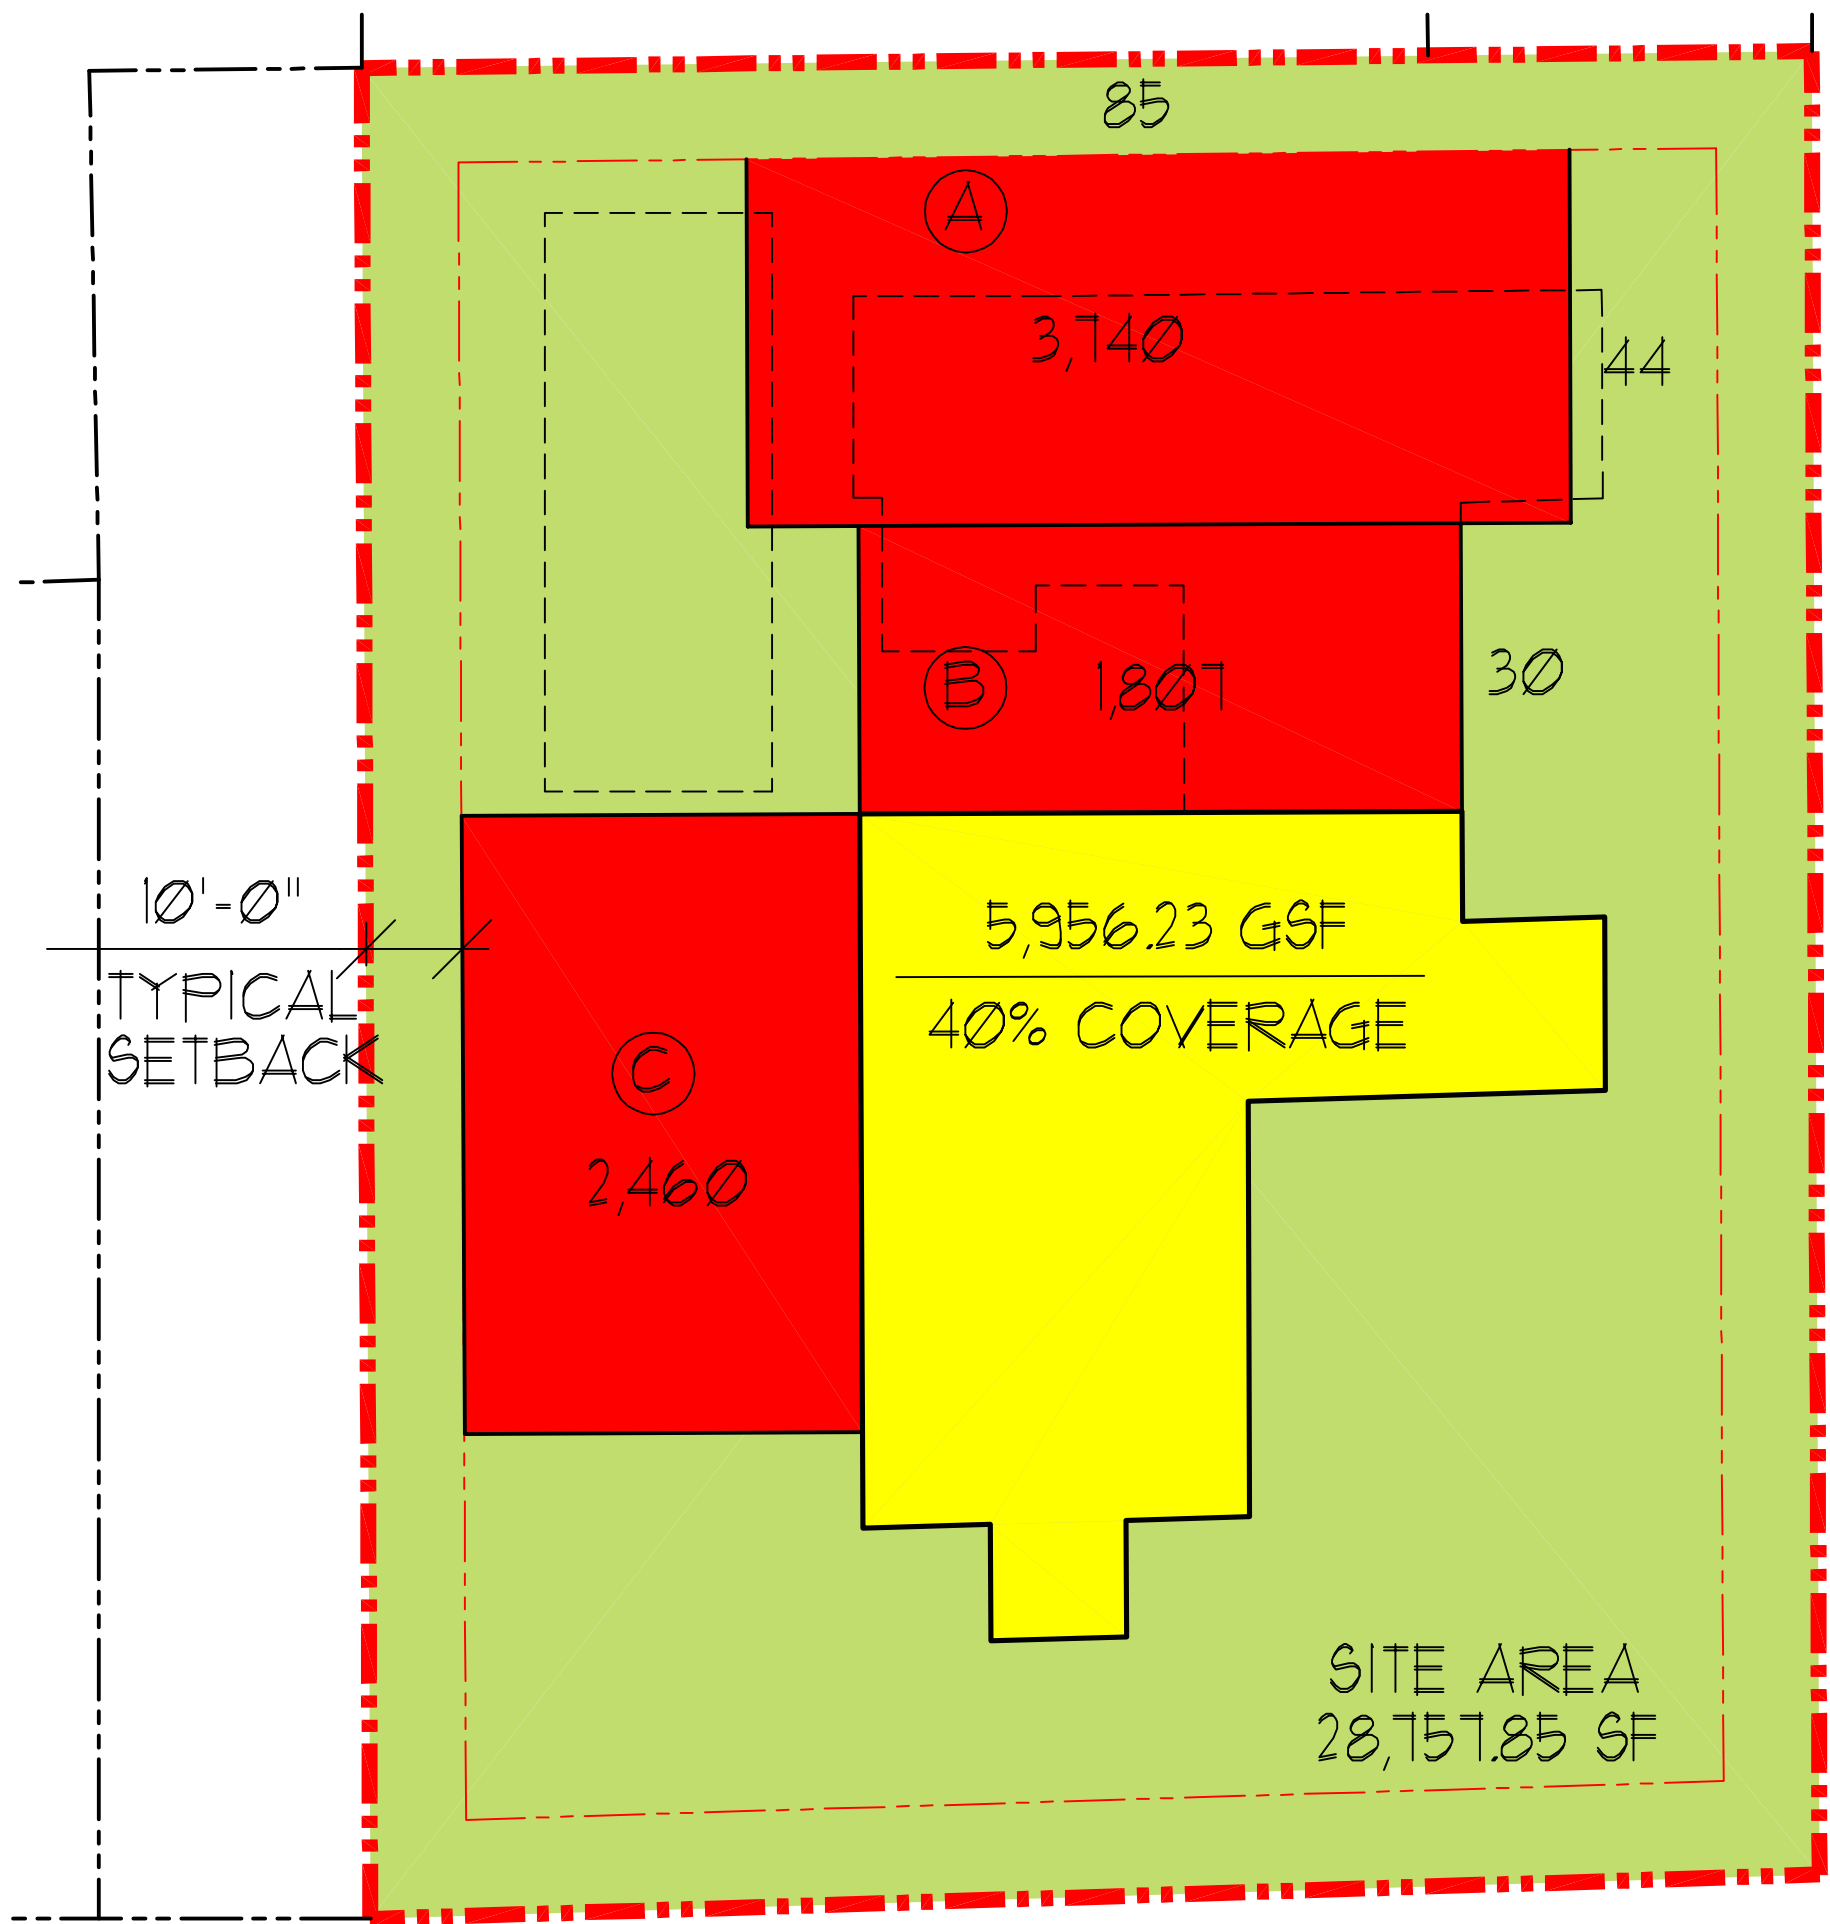 85
A
3,740
44
B
1,807
30
10'-0"
TYPICAL
SETBACK
5,956.23 GSF
40% COVERAGE
C
2,460
SITE AREA
28,757.85 SF